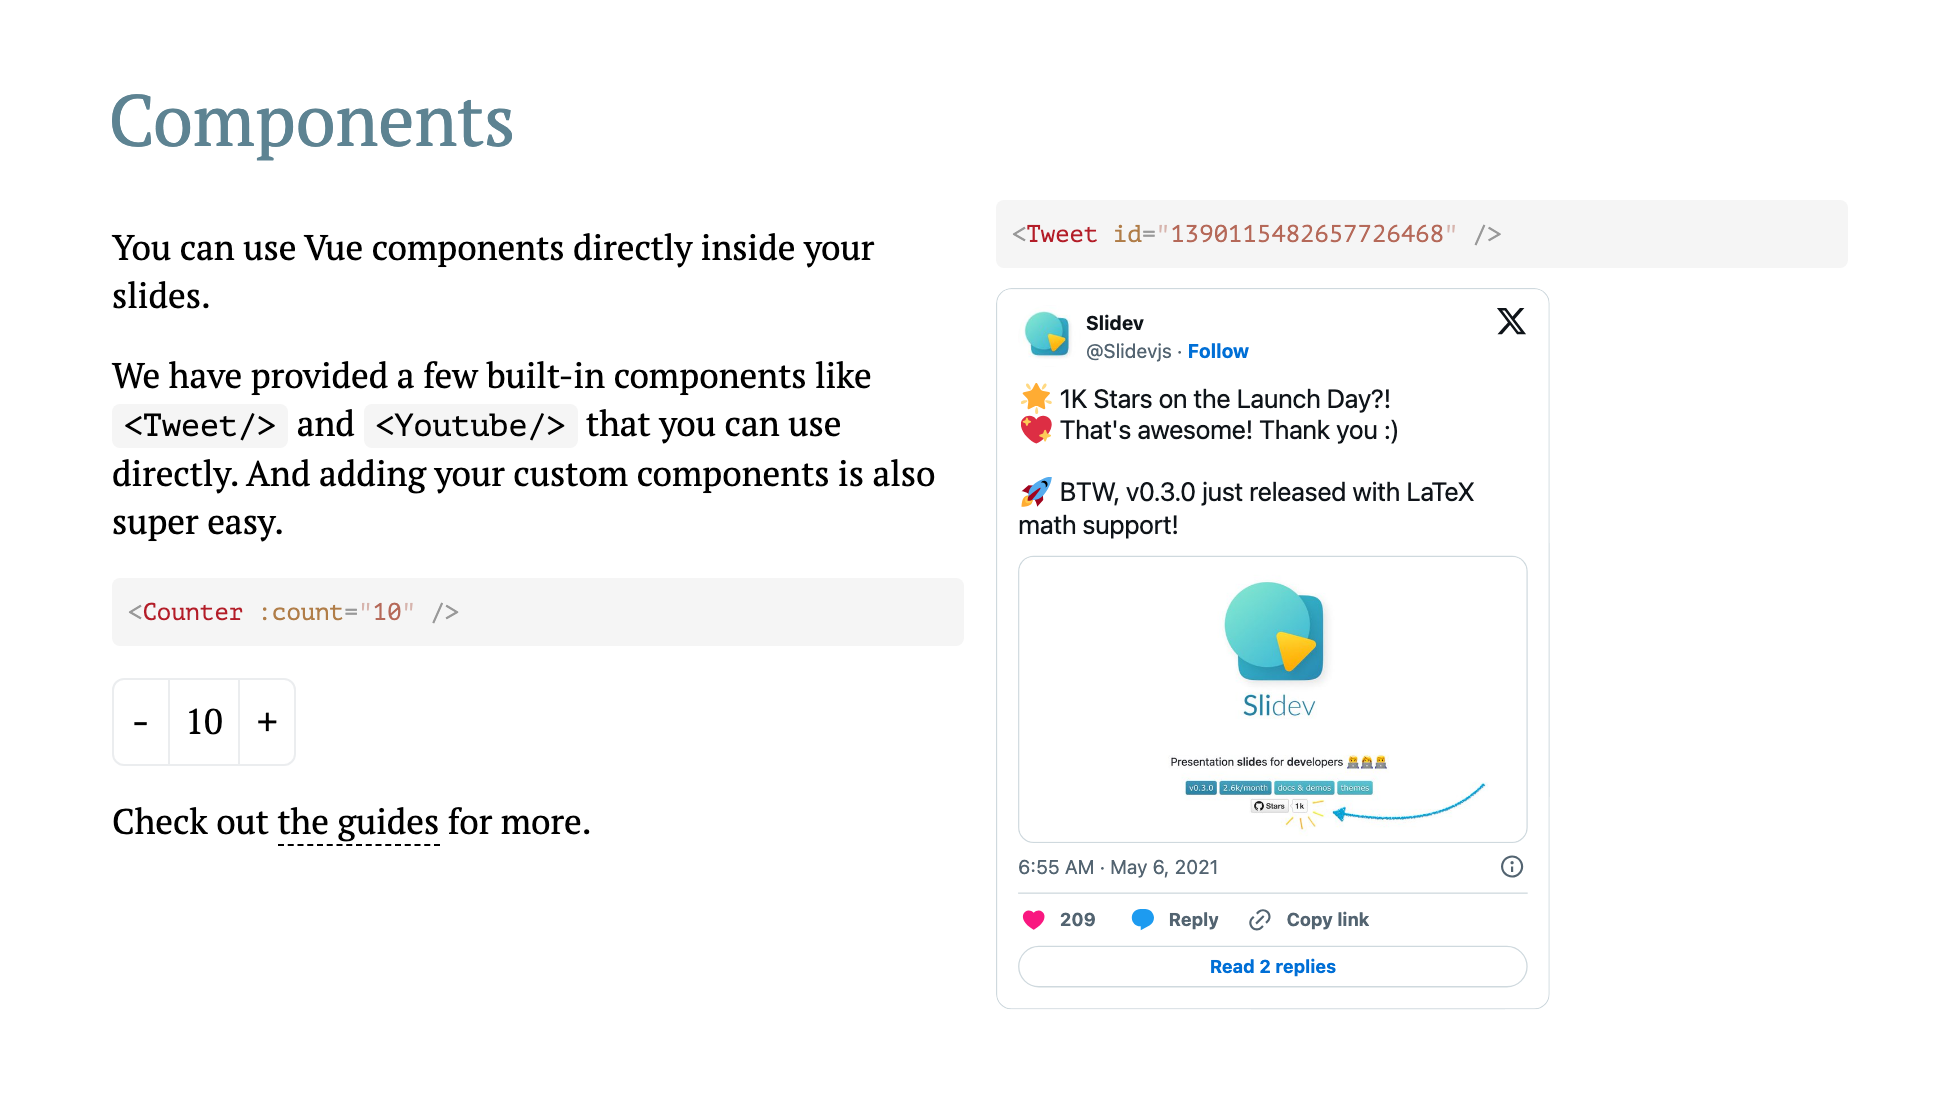 Components
You can use Vue components directly inside your
slides.
We have provided a few built-in components like
<Tweet/> and <Youtube/> that you can use
directly. And adding your custom components is also
super easy.
<Counter :count="10" />
- 10 +
Check out the guides for more.
<Tweet id="1390115482657726468" />
Slidev
@Slidevjs · Follow
🌟 1K Stars on the Launch Day?!
💖 That's awesome! Thank you :)
🚀 BTW, v0.3.0 just released with LaTeX
math support!
Slidev
Presentation slides for developers
v0.3.0 2.6k/month docs & demos themes
Stars 1k
6:55 AM · May 6, 2021
209 Reply Copy link
Read 2 replies